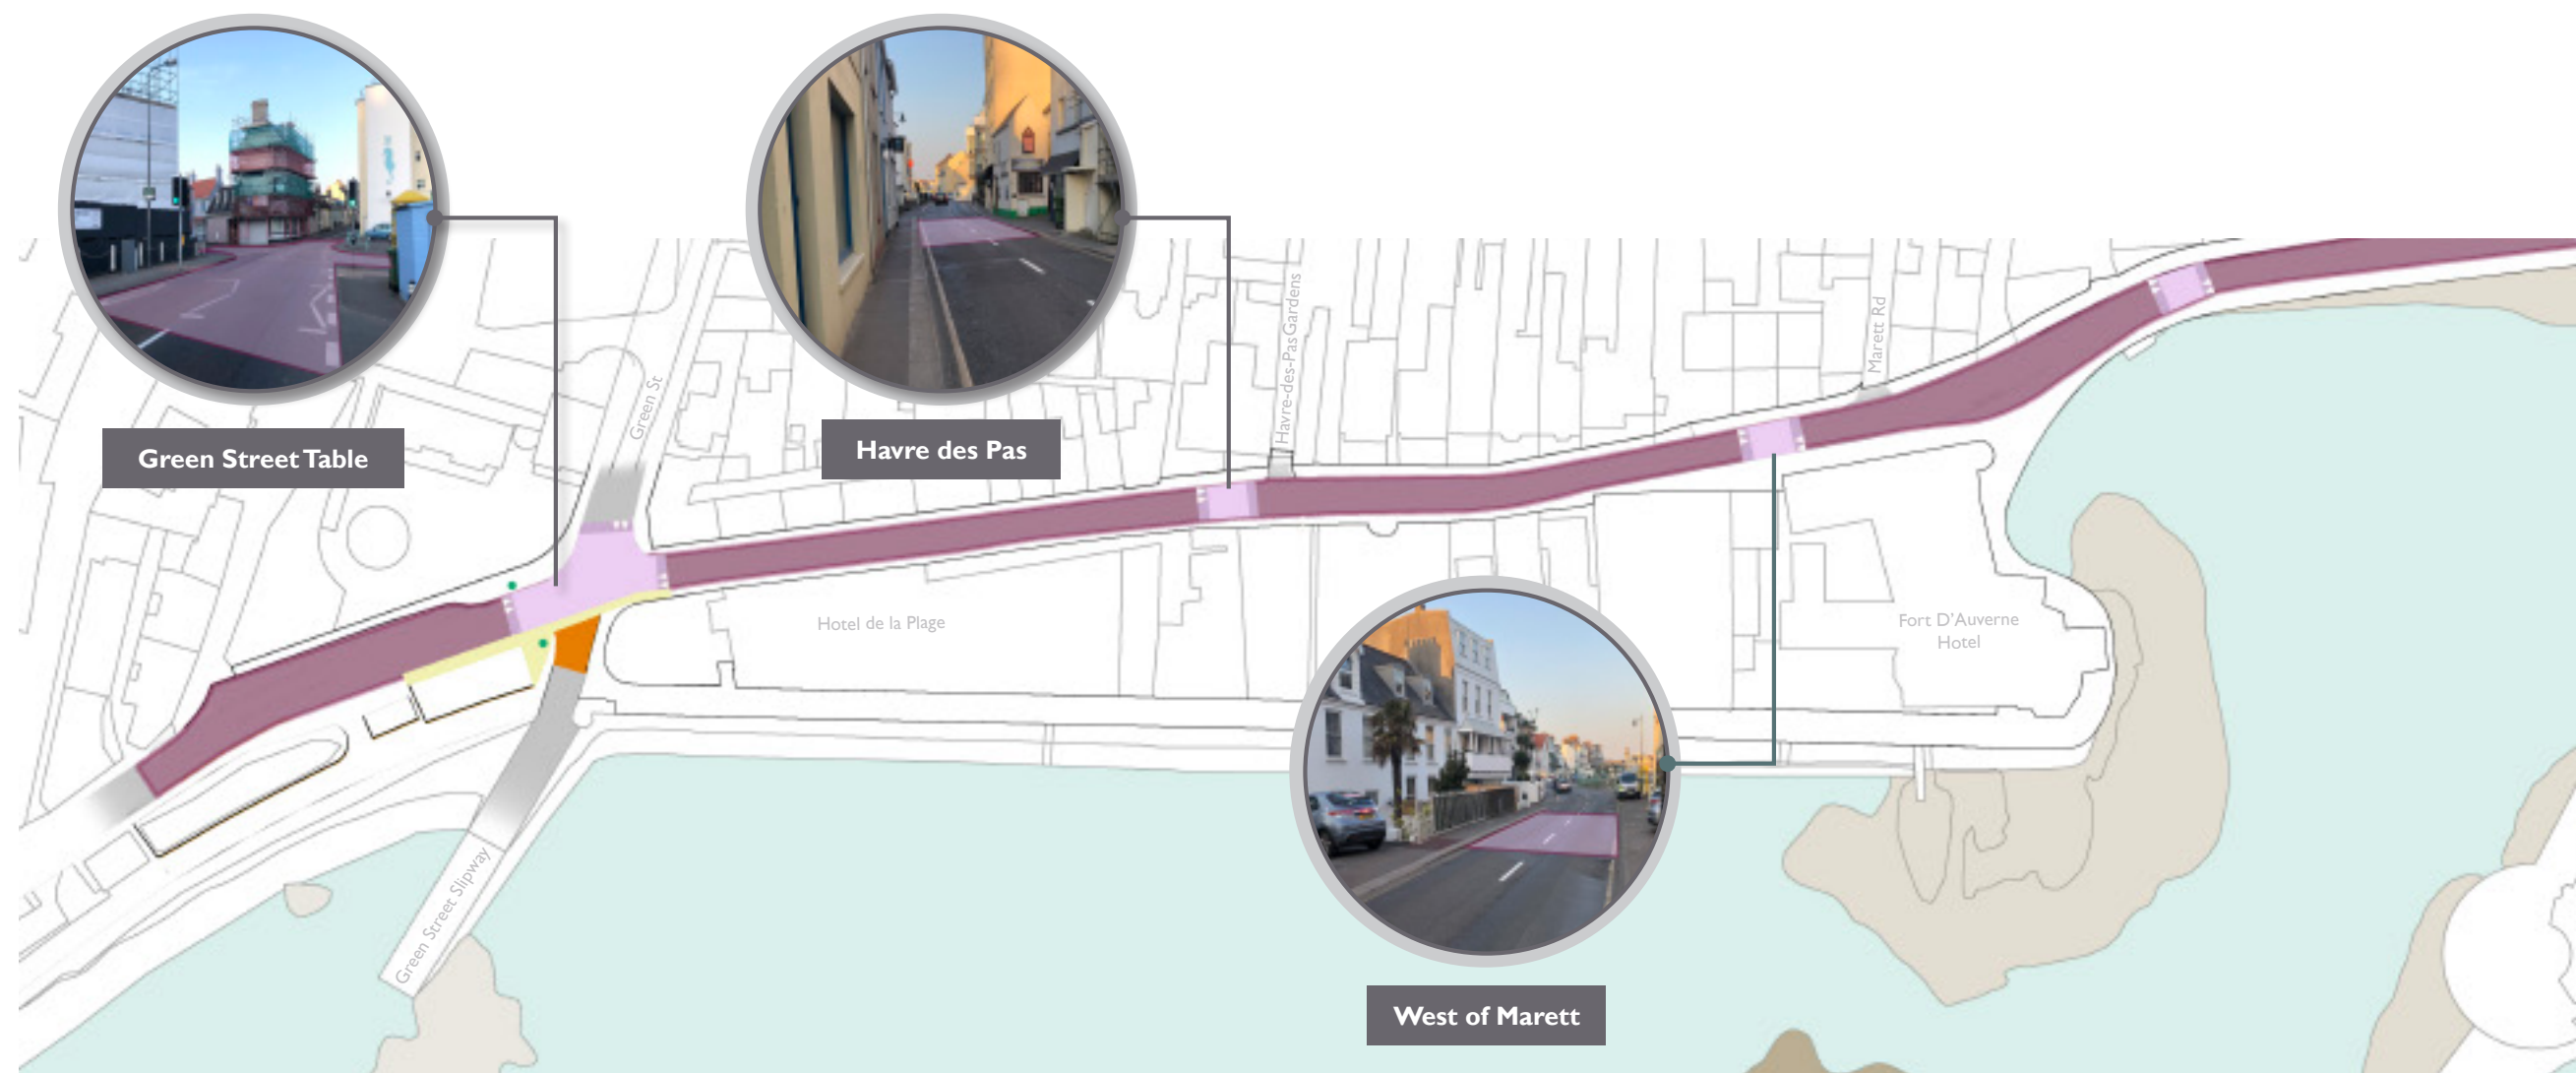 Green Street Table
Havre des Pas
Green St
Havre-des-Pas Gardens
Marett Rd
Hotel de la Plage
Fort D'Auverne
Hotel
Green Street Slipway
West of Marett